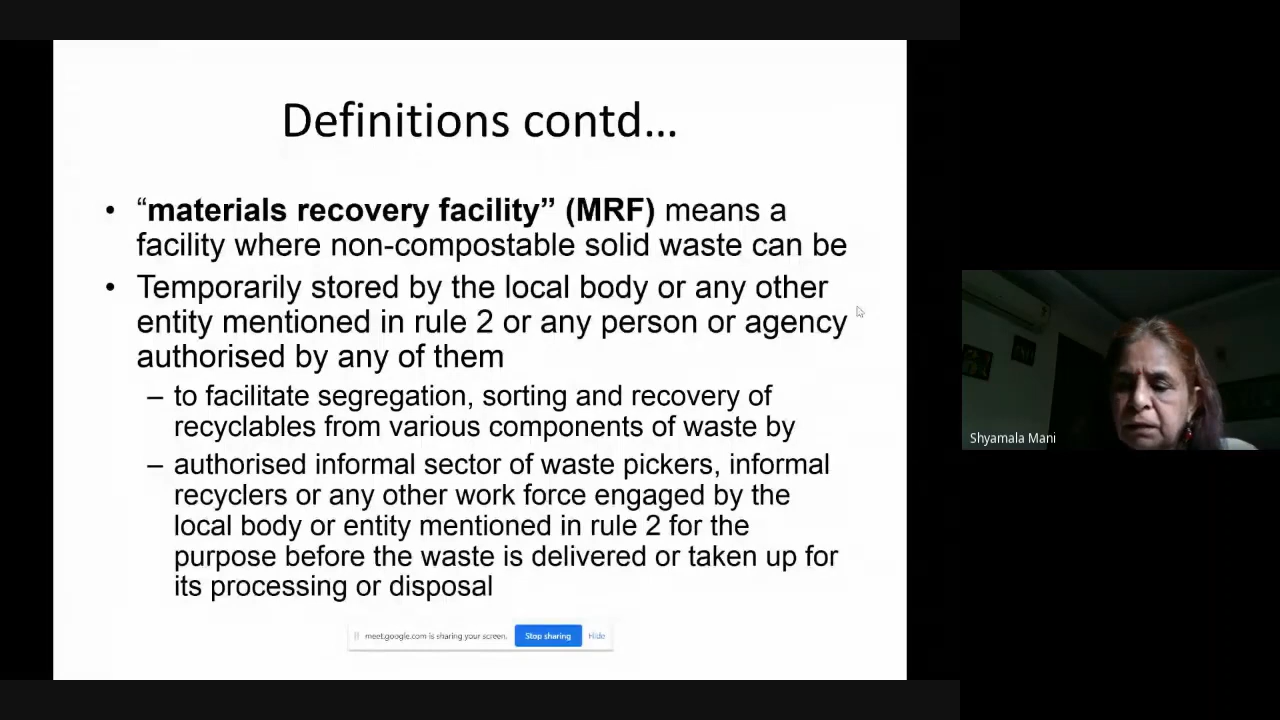 Definitions contd...
• “materials recovery facility” (MRF) means a
facility where non-compostable solid waste can be
• Temporarily stored by the local body or any other
entity mentioned in rule 2 or any person or agency
authorised by any of them
– to facilitate segregation, sorting and recovery of
recyclables from various components of waste by
– authorised informal sector of waste pickers, informal
recyclers or any other work force engaged by the
local body or entity mentioned in rule 2 for the
purpose before the waste is delivered or taken up for
its processing or disposal
meet.google.com is sharing your screen. Stop sharing Hide
Shyamala Mani